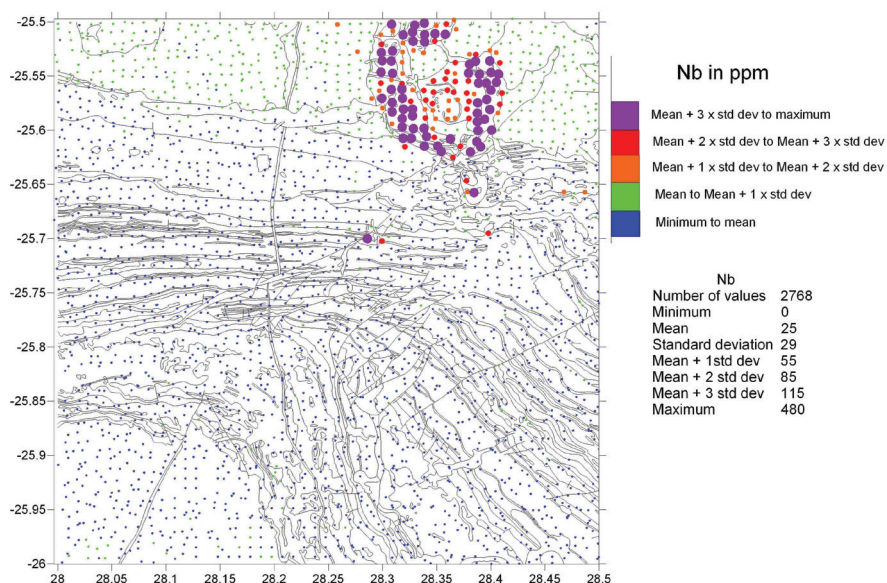 -25.5
-25.55
-25.6
-25.65
-25.7
-25.75
-25.8
-25.85
-25.9
-25.95
-26
28 28.05 28.1 28.15 28.2 28.25 28.3 28.35 28.4 28.45 28.5
Nb in ppm
Mean + 3 x std dev to maximum
Mean + 2 x std dev to Mean + 3 x std dev
Mean + 1 x std dev to Mean + 2 x std dev
Mean to Mean + 1 x std dev
Minimum to mean
Nb
Number of values 2768
Minimum 0
Mean 25
Standard deviation 29
Mean + 1std dev 55
Mean + 2 std dev 85
Mean + 3 std dev 115
Maximum 480